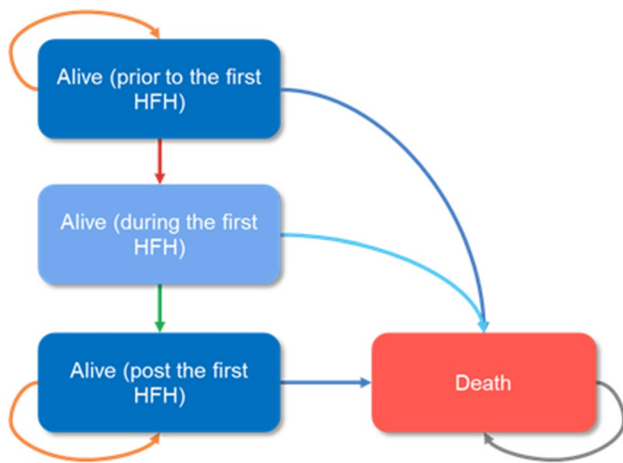 Alive (prior to the first
HFH)
Alive (during the first
HFH)
Alive (post the first
HFH)
Death